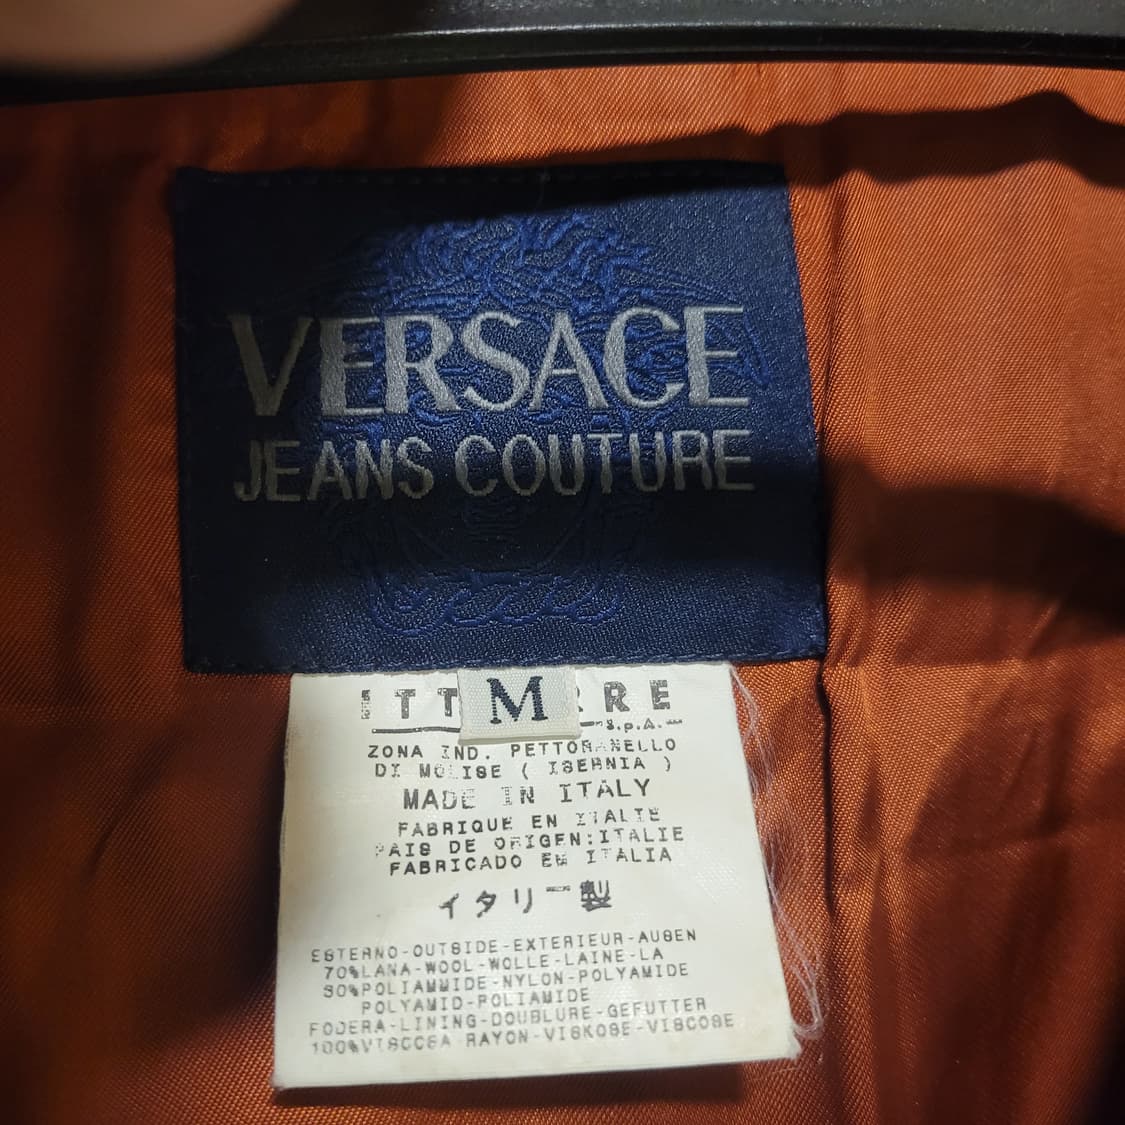 VERSACE
JEANS COUTURE
M
S.p.A.
ZONA IND. PETTORANELLO
DI MOLISE ( ISERNIA )
MADE IN ITALY
FABRIQUE EN ITALIE
PAIS DE ORIGEN:ITALIE
FABRICADO EM ITALIA
イタリー製
ESTERNO-OUTSIDE-EXTERIEUR-AUSEN
70%LANA-WOOL-WOLLE-LAINE-LA
30%POLIAMMIDE-NYLON-POLYAMIDE
POLYAMID-POLIAMIDE
FODERA-LINING-DOUBLURE-GEFUTTER
100%VISCOSA RAYON-VISKOSE-VISCOSE